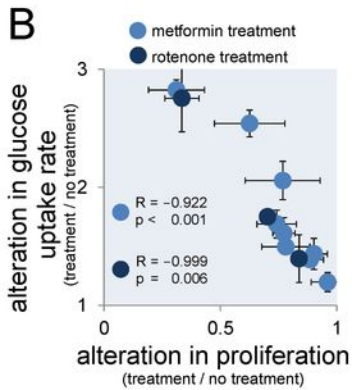 B
metformin treatment
rotenone treatment
alteration in glucose
uptake rate
(treatment / no treatment)
3
2
1
R = −0.922
p < 0.001
R = −0.999
p = 0.006
0
0.5
1
alteration in proliferation
(treatment / no treatment)